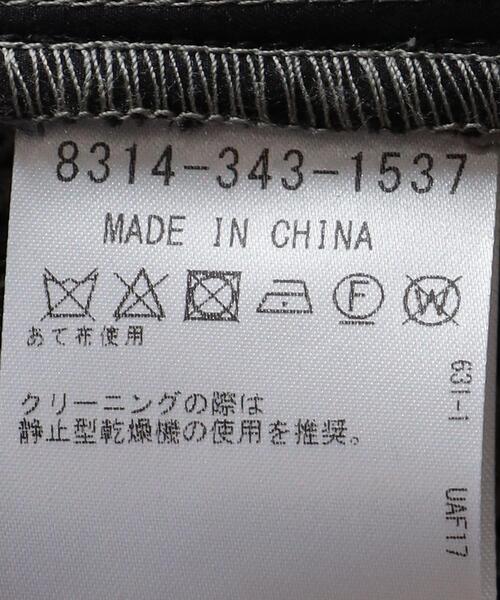 8314-343-1537
MADE IN CHINA
F
W
あて布使用
クリーニングの際は
静止型乾燥機の使用を推奨。
631-1
UAF17